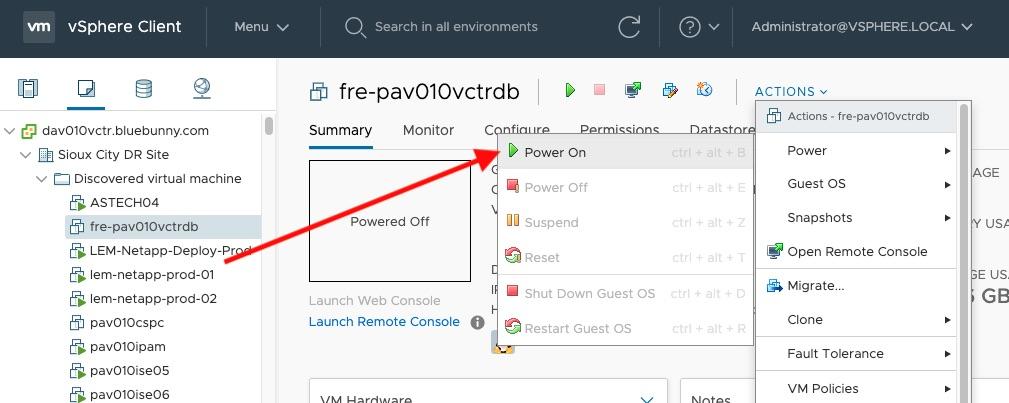 vm vSphere Client Menu Search in all environments Administrator@VSPHERE.LOCAL
fre-pav010vctrdb ACTIONS
Summary Monitor Configure Permissions Datastore
dav010vctr.bluebunny.com
Sioux City DR Site
Discovered virtual machine
ASTECH04
fre-pav010vctrdb
LEM-Netapp-Deploy-Prod
lem-netapp-prod-01
lem-netapp-prod-02
pav010cspc
pav010ipam
pav010ise05
pav010ise06
Powered Off
Launch Web Console
Launch Remote Console
VM Hardware
Notes
Power On ctrl + alt + B
Power Off ctrl + alt + E
Suspend ctrl + alt + Z
Reset ctrl + alt + T
Shut Down Guest OS ctrl + alt + D
Restart Guest OS ctrl + alt + R
Actions - fre-pav010vctrdb
Power
Guest OS
Snapshots
Open Remote Console
Migrate...
Clone
Fault Tolerance
VM Policies
GB